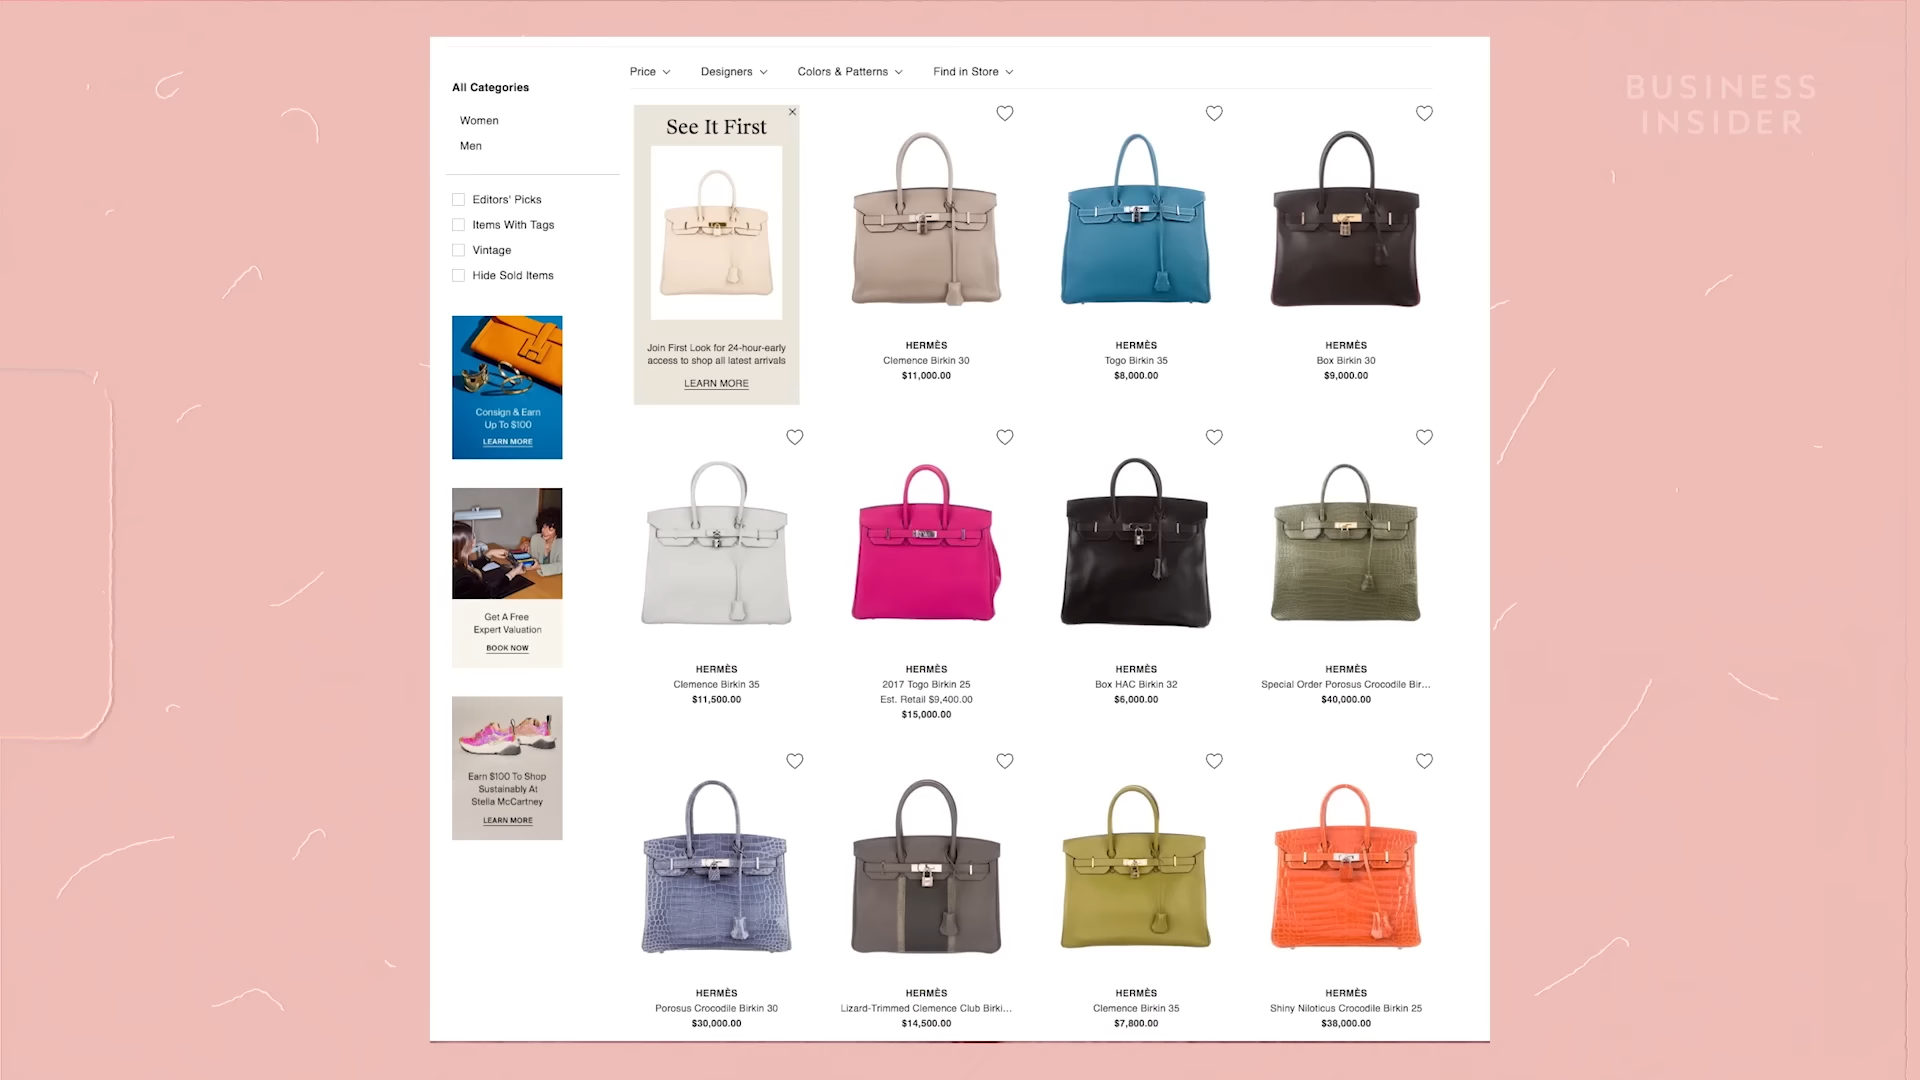 BUSINESS
INSIDER
Price
Designers
Colors & Patterns
Find in Store
All Categories
Women
Men
Editors' Picks
Items With Tags
Vintage
Hide Sold Items
Consign & Earn
Up To $100
LEARN MORE
Get A Free
Expert Valuation
BOOK NOW
Earn $100 To Shop
Sustainably At
Stella McCartney
LEARN MORE
See It First
Join First Look for 24-hour-early
access to shop all latest arrivals
LEARN MORE
HERMÈS
Clemence Birkin 30
$11,000.00
HERMÈS
Togo Birkin 35
$8,000.00
HERMÈS
Box Birkin 30
$9,000.00
HERMÈS
Clemence Birkin 35
$11,500.00
HERMÈS
2017 Togo Birkin 25
Est. Retail $9,400.00
$15,000.00
HERMÈS
Box HAC Birkin 32
$6,000.00
HERMÈS
Special Order Porosus Crocodile Bir...
$40,000.00
HERMÈS
Porosus Crocodile Birkin 30
$30,000.00
HERMÈS
Lizard-Trimmed Clemence Club Birki...
$14,500.00
HERMÈS
Clemence Birkin 35
$7,800.00
HERMÈS
Shiny Niloticus Crocodile Birkin 25
$38,000.00